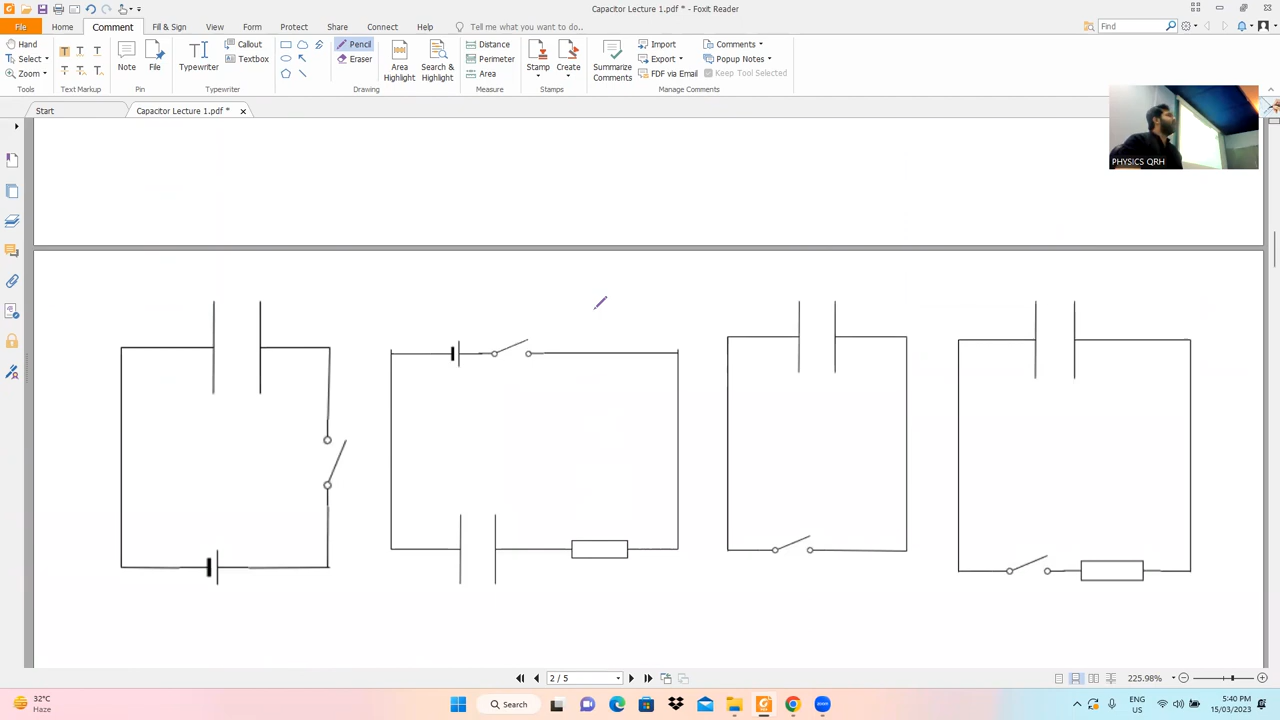 Capacitor Lecture 1.pdf * - Foxit Reader
File
Home
Comment
Fill & Sign
View
Form
Protect
Share
Connect
Help
Tell me what you want to do..
Find
Hand
Select
Zoom
Tools
Text Markup
Note
File
Typewriter
Callout
Textbox
Typewriter
Pencil
Eraser
Drawing
Area Highlight
Search & Highlight
Distance
Perimeter
Area
Measure
Stamp
Create
Stamps
Summarize Comments
Import
Export
FDF via Email
Comments
Popup Notes
Keep Tool Selected
Manage Comments
Start
Capacitor Lecture 1.pdf *
PHYSICS QRH
2 / 5
225.98%
32°C
Search
ENG
US
5:40 PM
15/03/2023